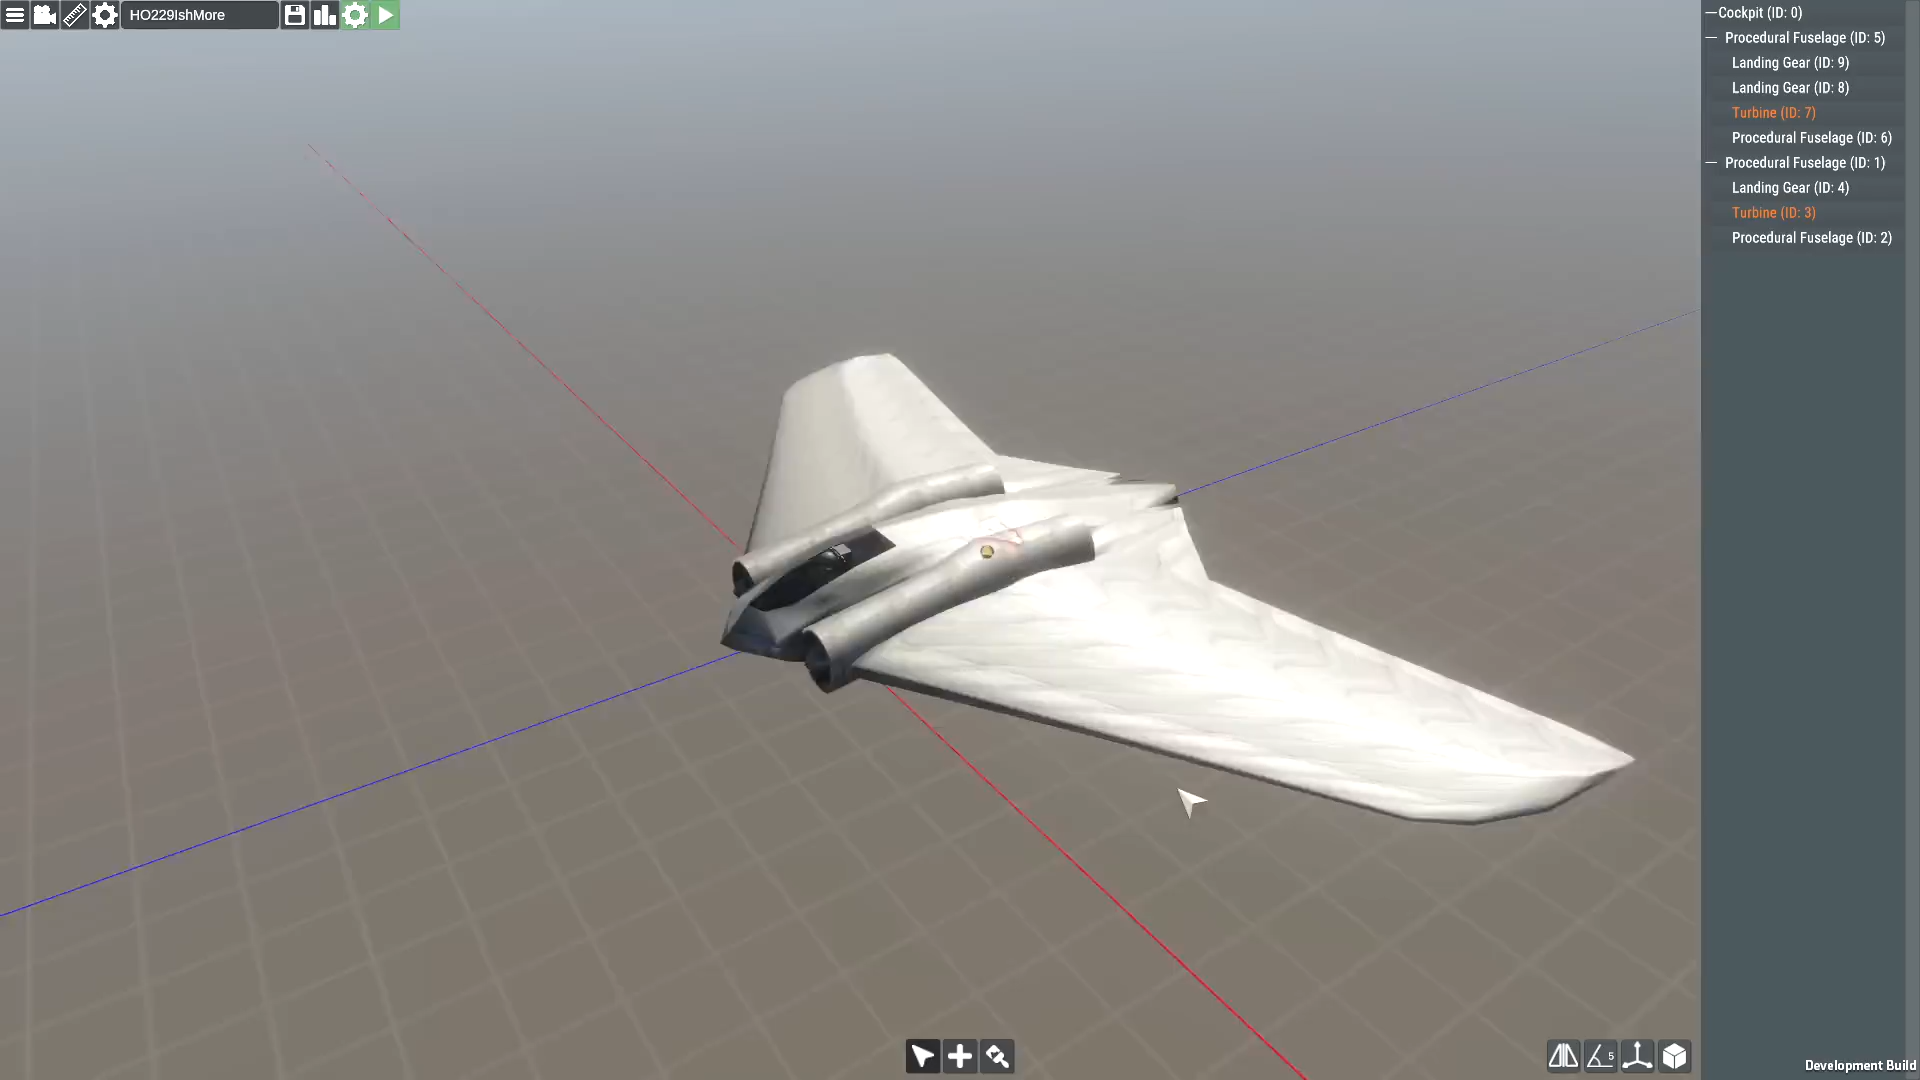 HO229IshMore
Cockpit (ID: 0)
Procedural Fuselage (ID: 5)
Landing Gear (ID: 9)
Landing Gear (ID: 8)
Turbine (ID: 7)
Procedural Fuselage (ID: 6)
Procedural Fuselage (ID: 1)
Landing Gear (ID: 4)
Turbine (ID: 3)
Procedural Fuselage (ID: 2)
5
Development Build